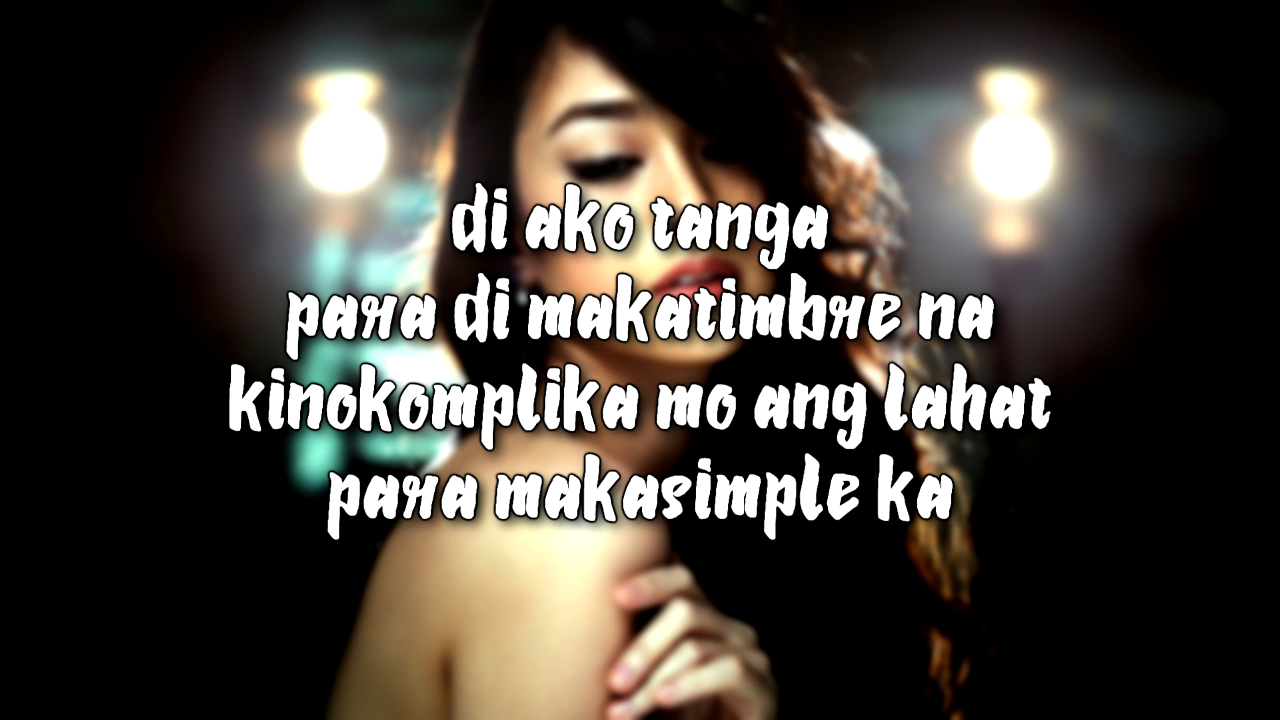 di ako tanga
para di makatimbre na
kinokomplika mo ang lahat
para makasimple ka